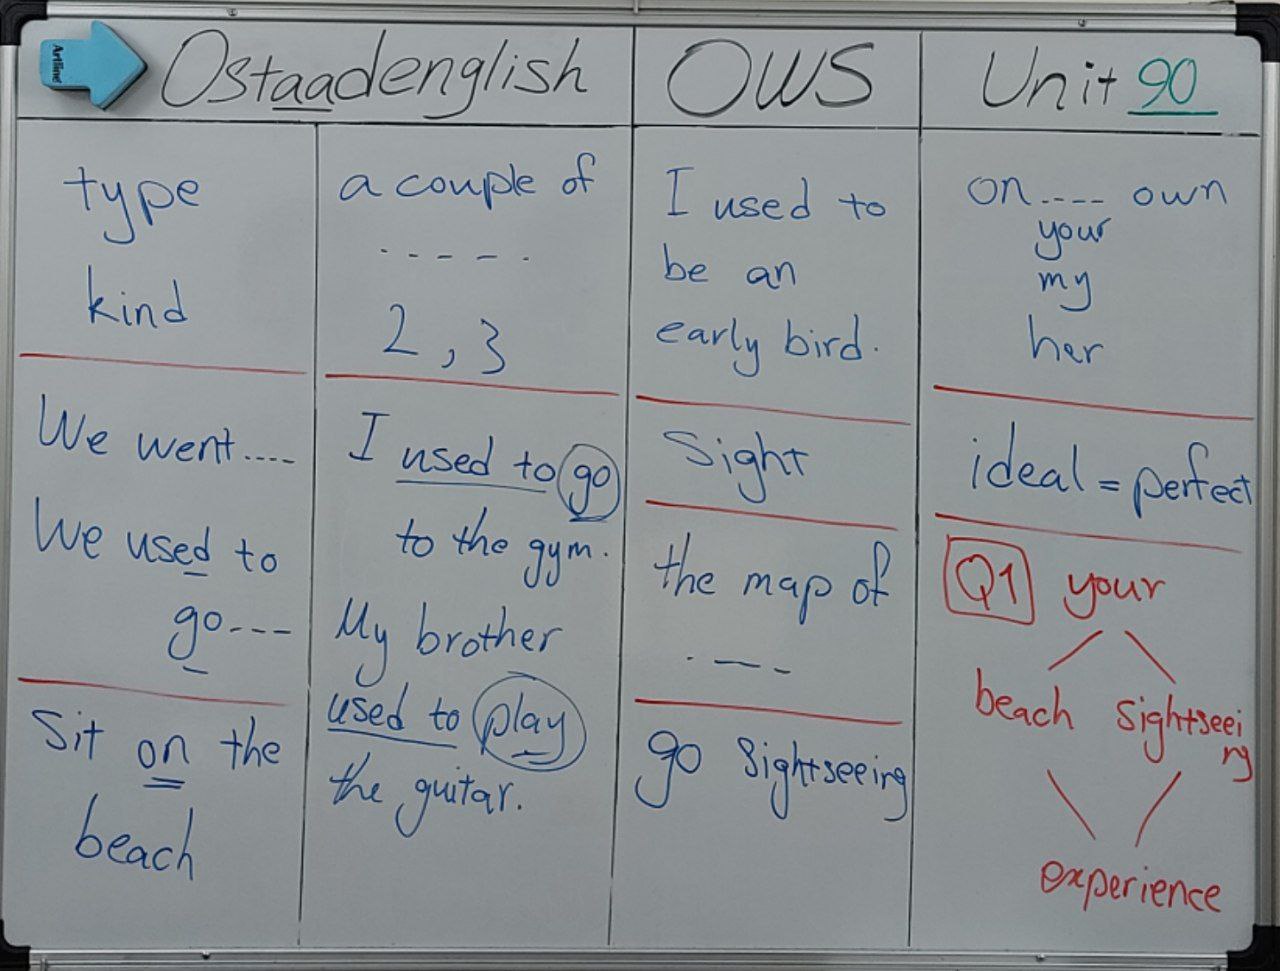 Artline
Ostaadenglish
OWS
Unit 90
type
kind
We went....
We used to
go---
Sit on the
beach
a couple of
-----
2, 3
I used to go
to the gym.
My brother
used to play
the guitar.
I used to
be an
early bird.
Sight
the map of
----
go Sightseeing
on ---- own
your
my
her
ideal = perfect
Q1 your
beach Sightseei
ng
experience